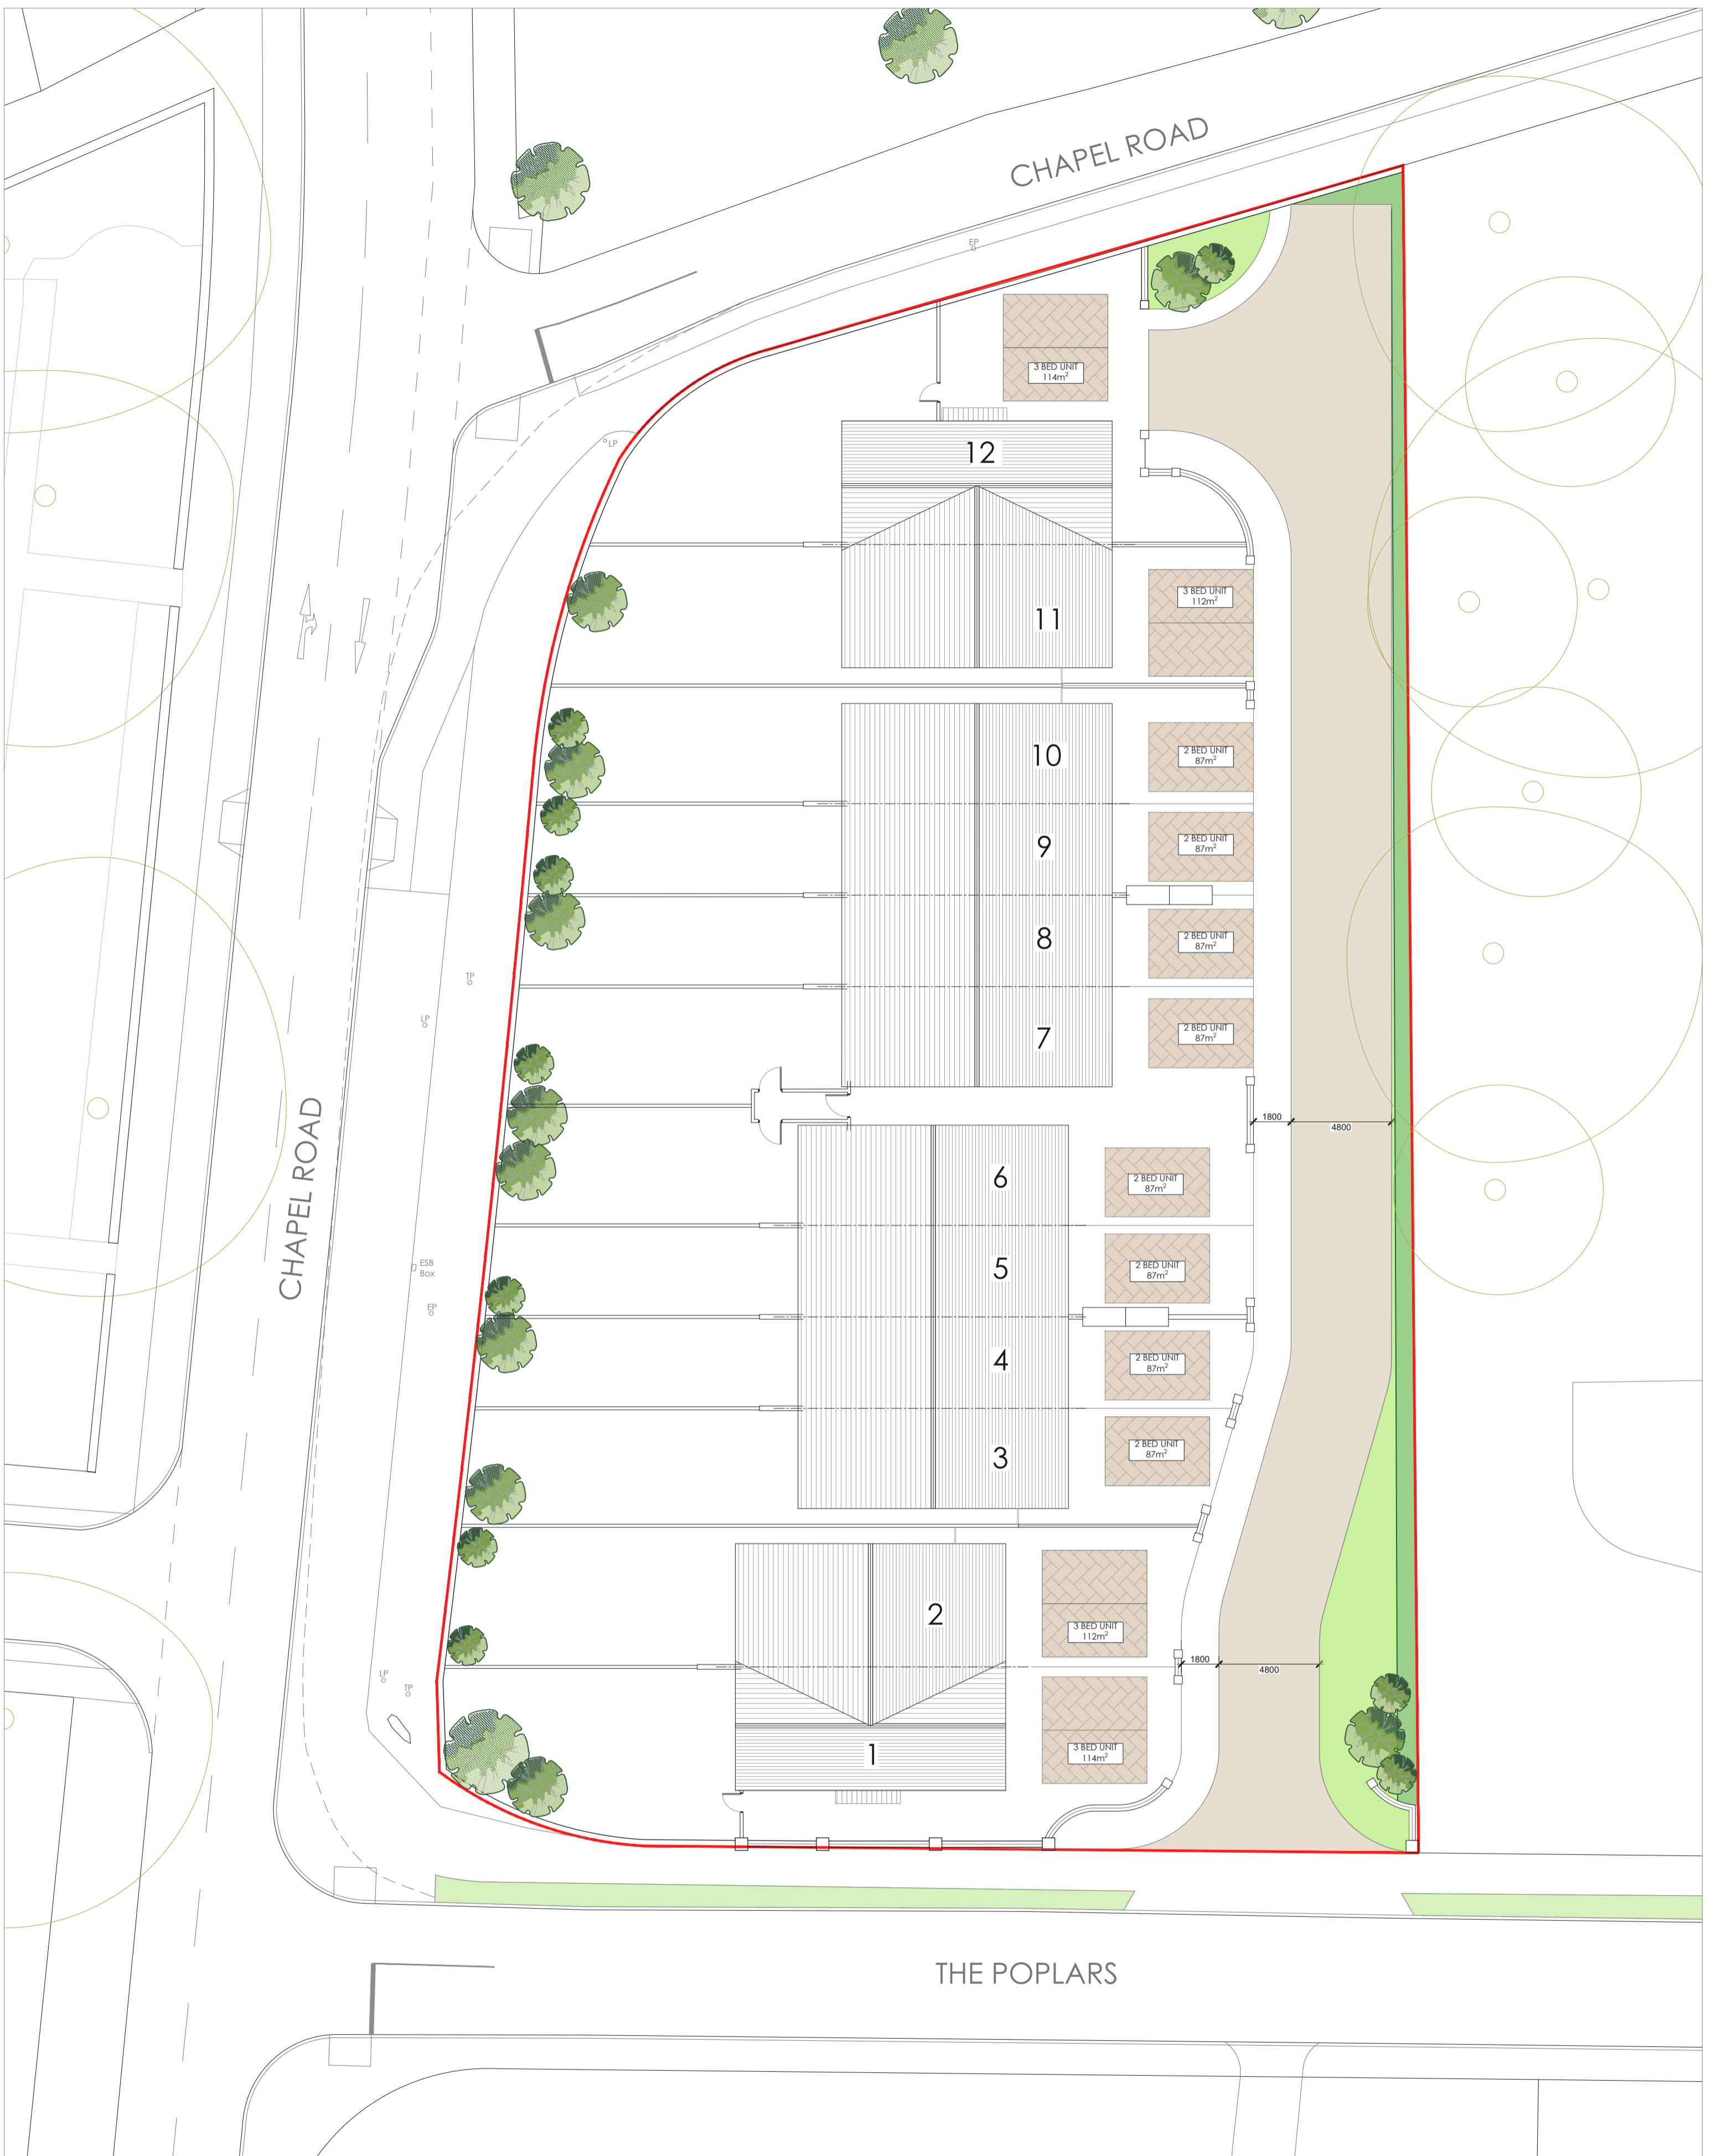 CHAPEL ROAD
EP
3 BED UNIT
114m²
LP
12
3 BED UNIT
112m²
11
10
2 BED UNIT
87m²
9
2 BED UNIT
87m²
8
2 BED UNIT
87m²
TP
LP
7
2 BED UNIT
87m²
1800
4800
CHAPEL ROAD
6
2 BED UNIT
87m²
ESB
Box
5
2 BED UNIT
87m²
EP
4
2 BED UNIT
87m²
3
2 BED UNIT
87m²
2
3 BED UNIT
112m²
LP
TP
1800
4800
1
3 BED UNIT
114m²
THE POPLARS